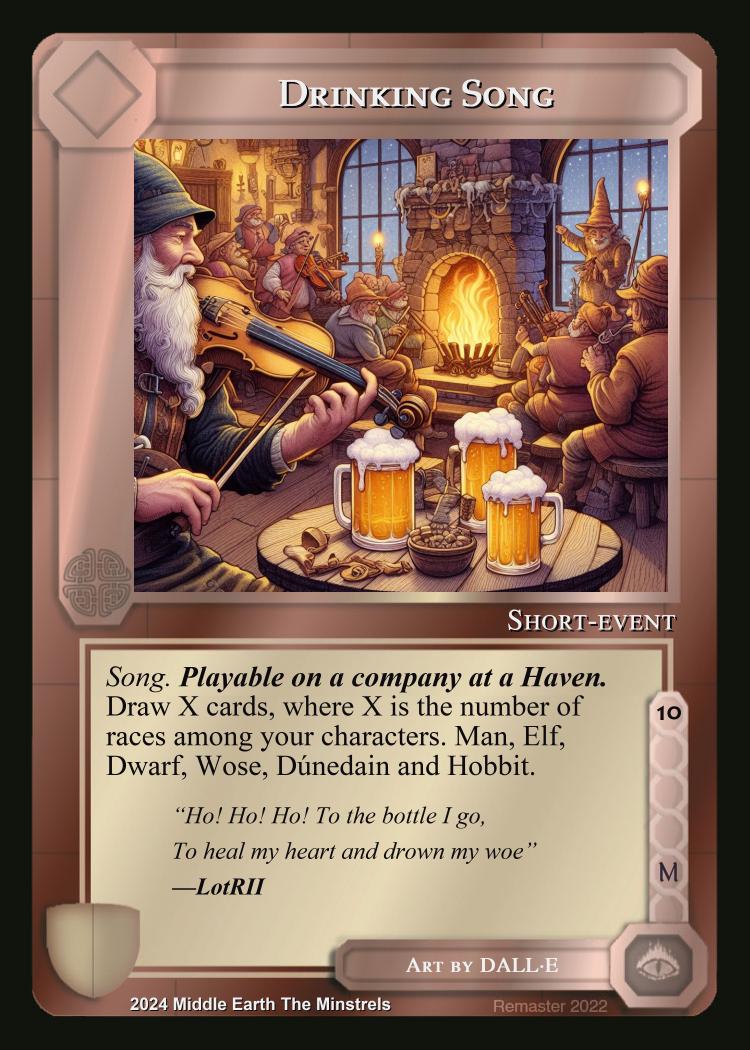 Drinking Song
Short-event
Song. Playable on a company at a Haven.
Draw X cards, where X is the number of
races among your characters. Man, Elf,
Dwarf, Wose, Dúnedain and Hobbit.
10
“Ho! Ho! Ho! To the bottle I go,
To heal my heart and drown my woe”
—LotRII
M
Art by DALL·E
2024 Middle Earth The Minstrels
Remaster 2022